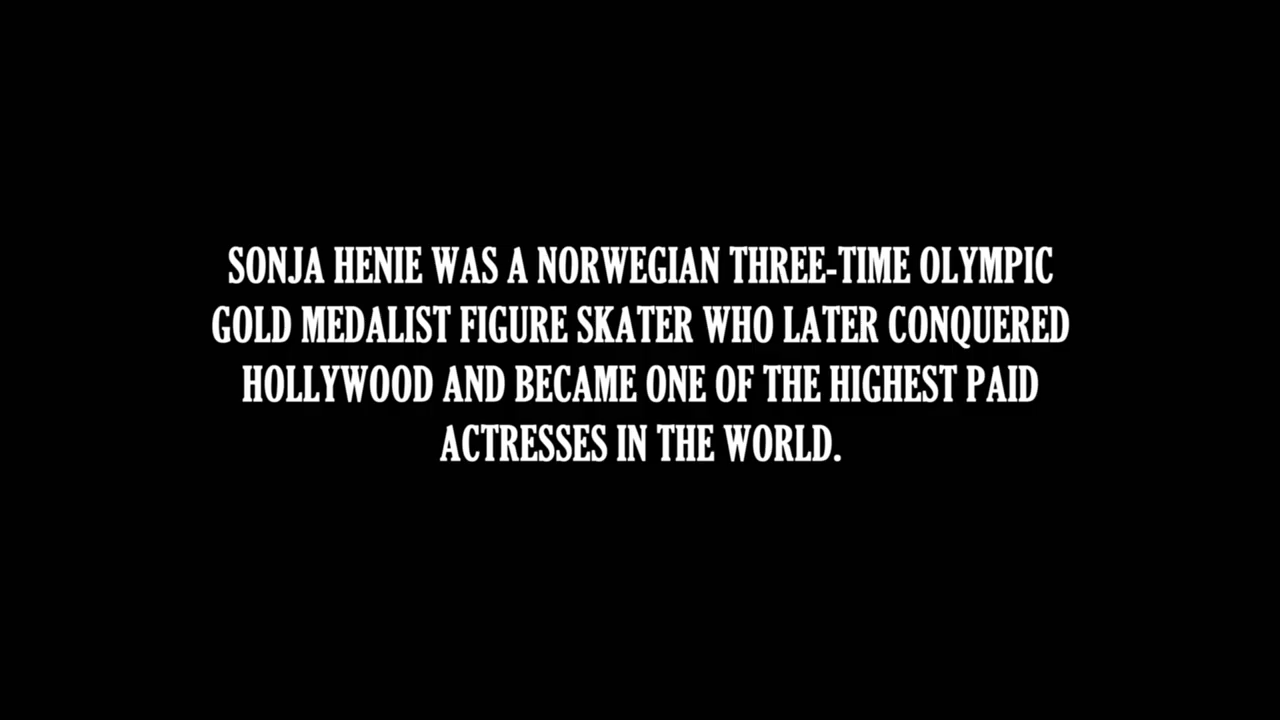 SONJA HENIE WAS A NORWEGIAN THREE-TIME OLYMPIC
GOLD MEDALIST FIGURE SKATER WHO LATER CONQUERED
HOLLYWOOD AND BECAME ONE OF THE HIGHEST PAID
ACTRESSES IN THE WORLD.